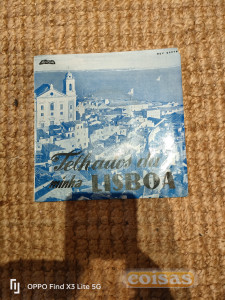 Telhados da
minha LISBOA
OPPO Find X3 Lite 5G
coisas